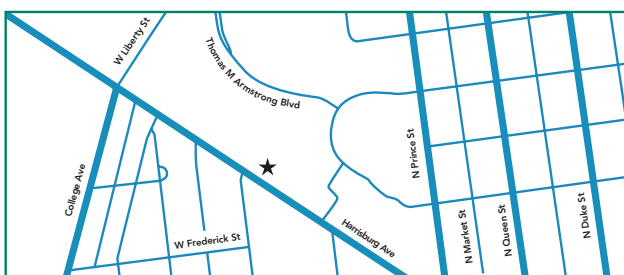 W Liberty St
Thomas M Armstrong Blvd
College Ave
N Prince St
N Market St
N Queen St
N Duke St
W Frederick St
Harrisburg Ave